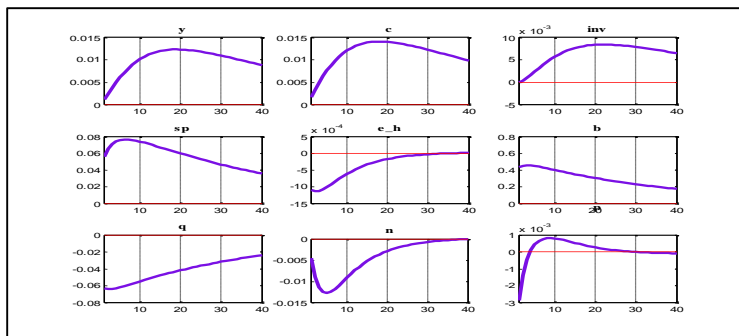 y
0.015
0.01
0.005
0
10 20 30 40
c
0.015
0.01
0.005
0
10 20 30 40
inv
x 10^-3
10
5
0
-5
10 20 30 40
sp
0.08
0.06
0.04
0.02
0
10 20 30 40
e_h
x 10^-4
5
0
-5
-10
-15
10 20 30 40
b
0.8
0.6
0.4
0.2
0
10 20 30 40
q
0
-0.02
-0.04
-0.06
-0.08
10 20 30 40
n
0
-0.005
-0.01
-0.015
10 20 30 40
x 10^-3
1
0
-1
-2
-3
10 20 30 40